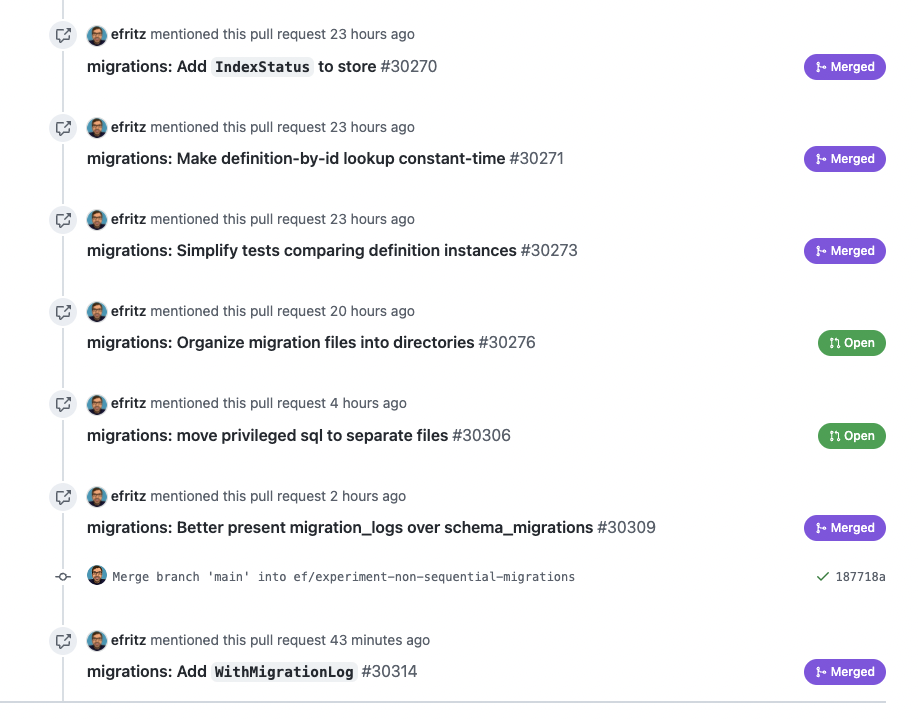 efritz mentioned this pull request 23 hours ago
migrations: Add IndexStatus to store #30270
Merged
efritz mentioned this pull request 23 hours ago
migrations: Make definition-by-id lookup constant-time #30271
Merged
efritz mentioned this pull request 23 hours ago
migrations: Simplify tests comparing definition instances #30273
Merged
efritz mentioned this pull request 20 hours ago
migrations: Organize migration files into directories #30276
Open
efritz mentioned this pull request 4 hours ago
migrations: move privileged sql to separate files #30306
Open
efritz mentioned this pull request 2 hours ago
migrations: Better present migration_logs over schema_migrations #30309
Merged
Merge branch 'main' into ef/experiment-non-sequential-migrations
187718a
efritz mentioned this pull request 43 minutes ago
migrations: Add WithMigrationLog #30314
Merged